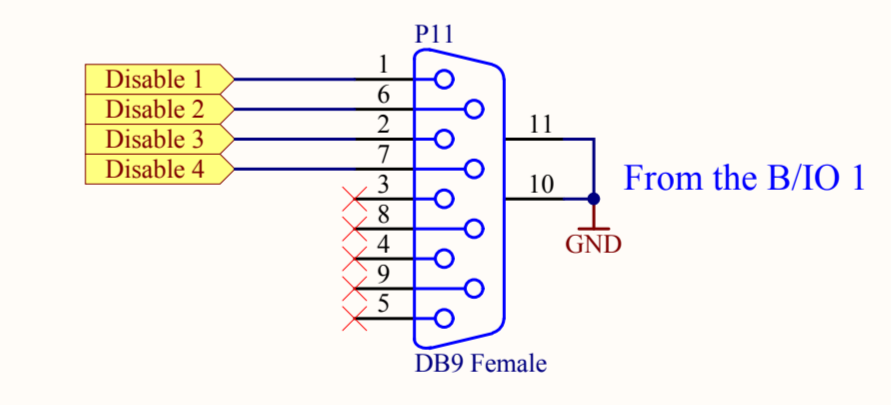 P11
Disable 1
1
Disable 2
6
Disable 3
2
11
Disable 4
7
3
10
From the B/IO 1
8
4
GND
9
5
DB9 Female